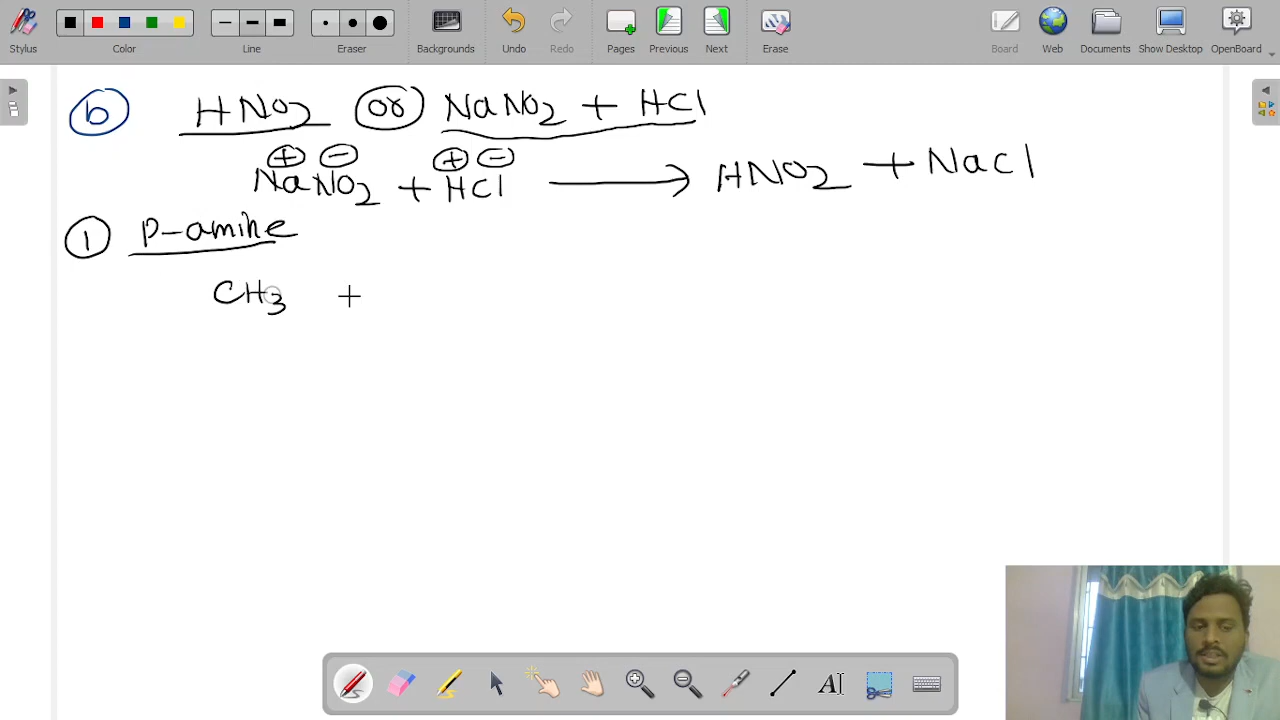 Stylus Color Line Eraser Backgrounds Undo Redo Pages Previous Next Erase Board Web Documents Show Desktop OpenBoard
b HNO2 or NaNO2 + HCl
+ − + −
NaNO2 + HCl ⟶ HNO2 + NaCl
1 P-amine
CH3 +